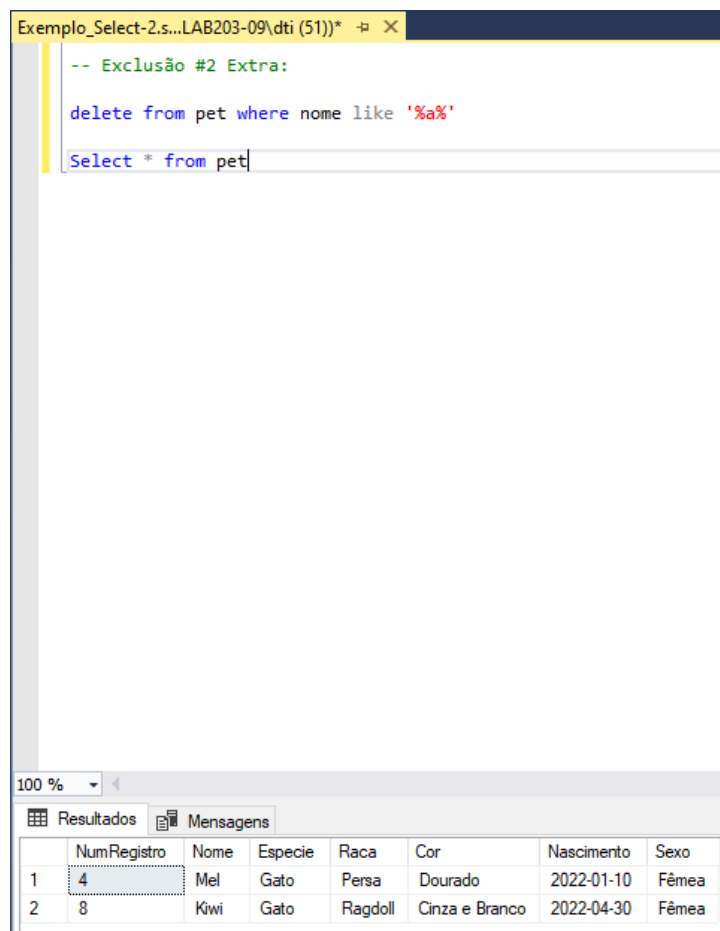 Exemplo_Select-2.s...LAB203-09\dti (51))*
-- Exclusão #2 Extra:
delete from pet where nome like '%a%'
Select * from pet
100 %
Resultados Mensagens
NumRegistro Nome Especie Raca Cor Nascimento Sexo
1 4 Mel Gato Persa Dourado 2022-01-10 Fêmea
2 8 Kiwi Gato Ragdoll Cinza e Branco 2022-04-30 Fêmea